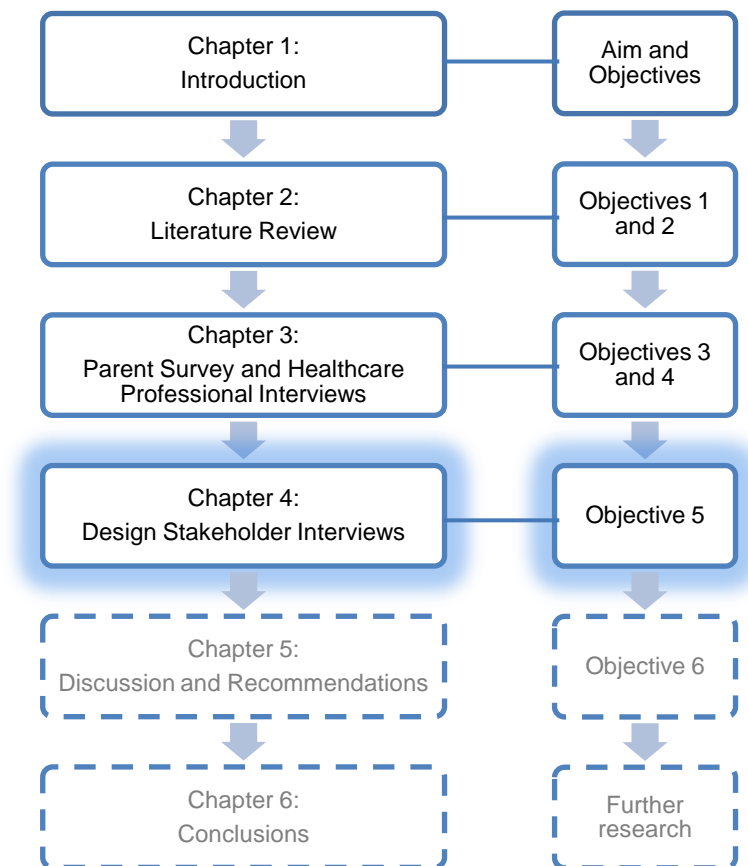 Chapter 1:
Introduction
Aim and
Objectives
Chapter 2:
Literature Review
Objectives 1
and 2
Chapter 3:
Parent Survey and Healthcare
Professional Interviews
Objectives 3
and 4
Chapter 4:
Design Stakeholder Interviews
Objective 5
Chapter 5:
Discussion and Recommendations
Objective 6
Chapter 6:
Conclusions
Further
research